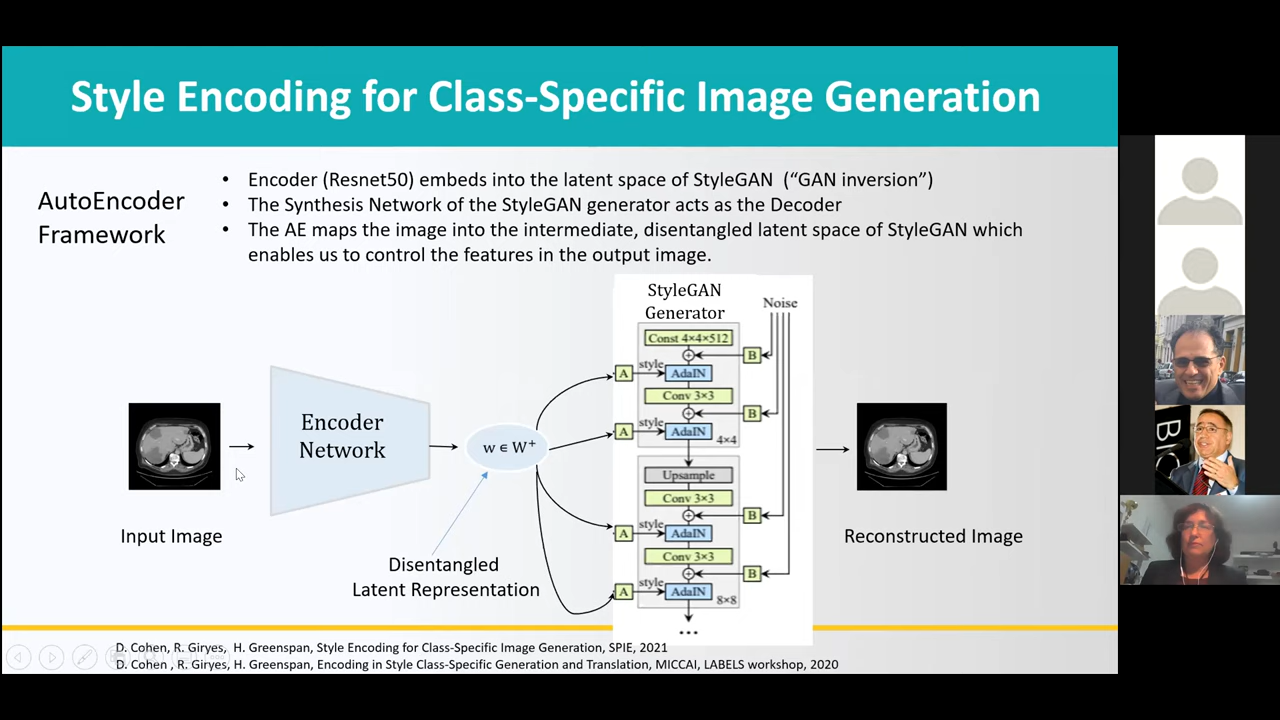 Style Encoding for Class-Specific Image Generation
AutoEncoder
Framework
• Encoder (Resnet50) embeds into the latent space of StyleGAN (“GAN inversion”)
• The Synthesis Network of the StyleGAN generator acts as the Decoder
• The AE maps the image into the intermediate, disentangled latent space of StyleGAN which
enables us to control the features in the output image.
StyleGAN
Generator
Noise
Const 4×4×512
B
A
style
AdaIN
Conv 3×3
B
A
style
AdaIN
4×4
Encoder
Network
w ∈ W⁺
Upsample
Conv 3×3
B
A
style
AdaIN
Conv 3×3
B
A
style
AdaIN
8×8
...
Input Image
Reconstructed Image
Disentangled
Latent Representation
D. Cohen, R. Giryes, H. Greenspan, Style Encoding for Class-Specific Image Generation, SPIE, 2021
D. Cohen , R. Giryes, H. Greenspan, Encoding in Style Class-Specific Generation and Translation, MICCAI, LABELS workshop, 2020